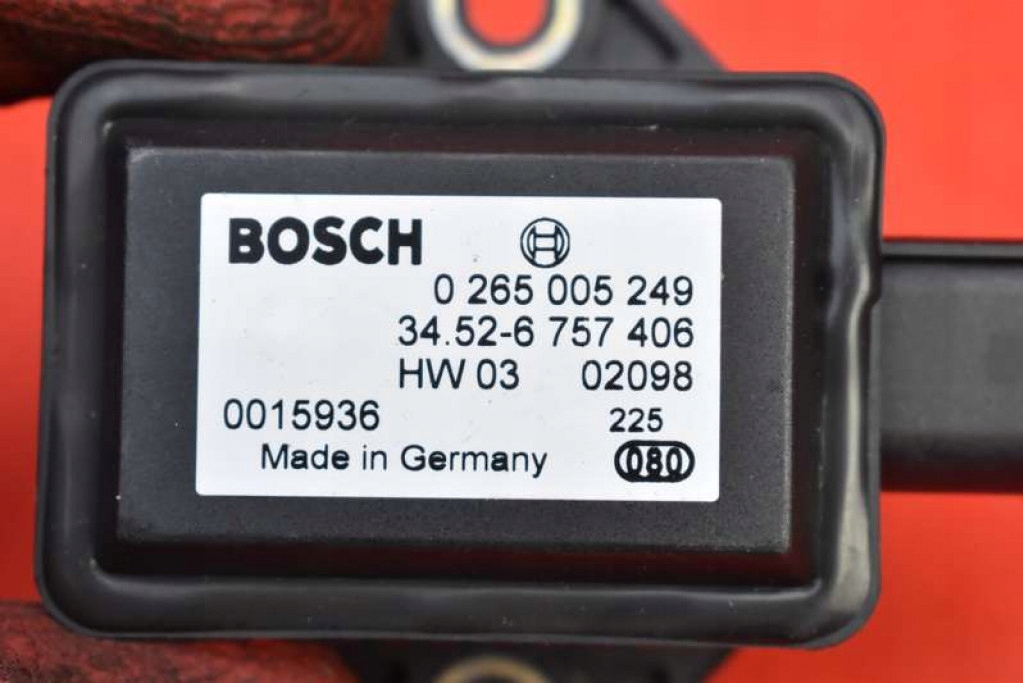 BOSCH
0 265 005 249
34.52-6 757 406
HW 03 02098
0015936 225
Made in Germany 080